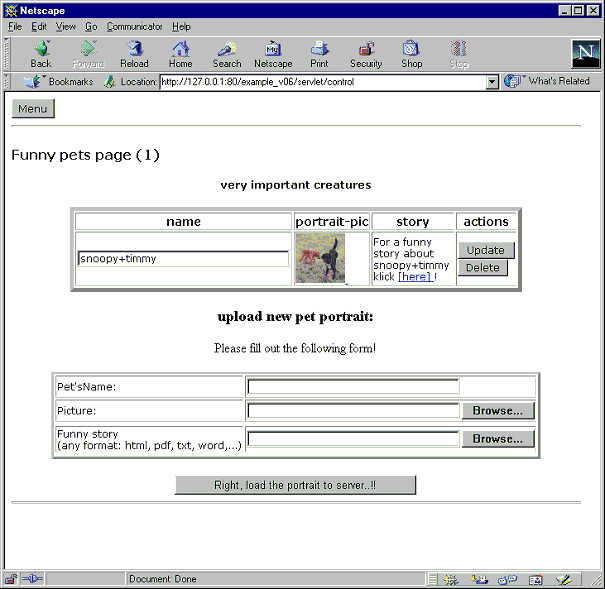 Netscape
File Edit View Go Communicator Help
Back Forward Reload Home Search Netscape Print Security Shop Stop
Bookmarks Location: http://127.0.0.1:80/example_v06/servlet/control What's Related
Menu
Funny pets page (1)
very important creatures
name portrait-pic story actions
snoopy+timmy
For a funny
story about
snoopy+timmy
klick [here] !
Update
Delete
upload new pet portrait:
Please fill out the following form!
Pet'sName:
Picture: Browse...
Funny story
(any format: html, pdf, txt, word,...) Browse...
Right, load the portrait to server..!!
Document: Done